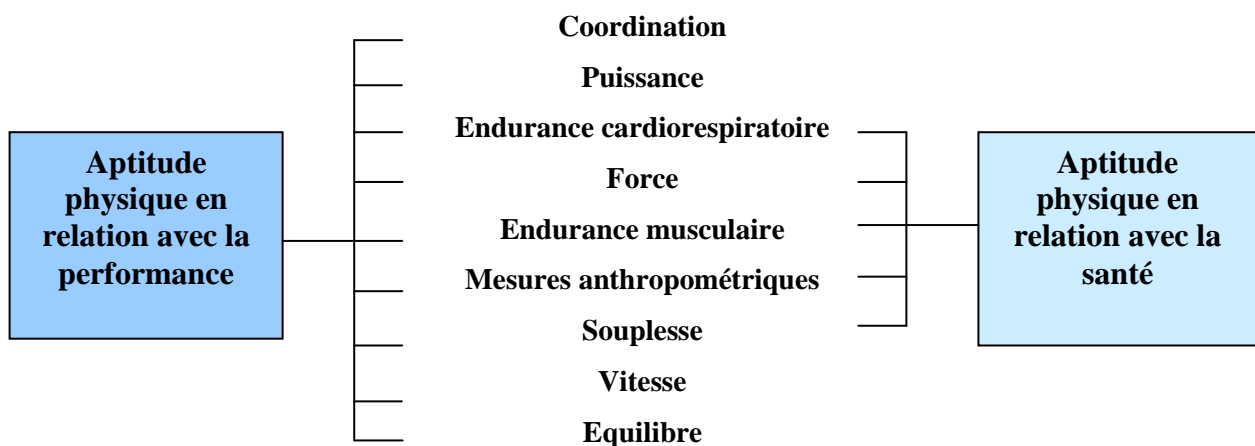 Coordination
Puissance
Endurance cardiorespiratoire
Force
Endurance musculaire
Mesures anthropométriques
Souplesse
Vitesse
Equilibre
Aptitude
physique en
relation avec la
performance
Aptitude
physique en
relation avec la
santé